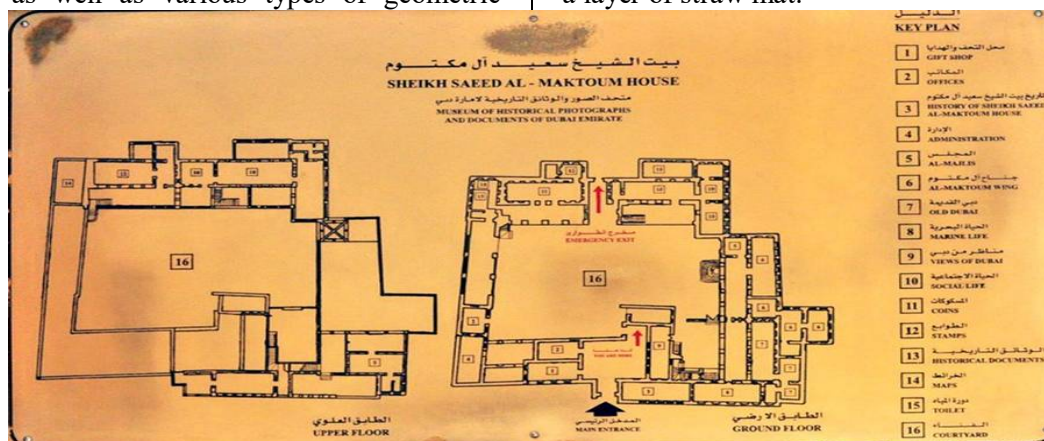 as well as various types of geometric
a layer of straw mat.
بيت الشيخ سعيد آل مكتوم
SHEIKH SAEED AL - MAKTOUM HOUSE
متحف الصور والوثائق التاريخية لامارة دبي
MUSEUM OF HISTORICAL PHOTOGRAPHS
AND DOCUMENTS OF DUBAI EMIRATE
16
الطابق العلوي
UPPER FLOOR
مخرج الطوارئ
EMERGENCY EXIT
16
YOU ARE HERE
المدخل الرئيسي
MAIN ENTRANCE
الطابق الارضي
GROUND FLOOR
الدليل
KEY PLAN
1 محل التحف والهدايا
GIFT SHOP
2 المكاتب
OFFICES
3 تاريخ بيت الشيخ سعيد آل مكتوم
HISTORY OF SHEIKH SAEED
AL-MAKTOUM HOUSE
4 الإدارة
ADMINISTRATION
5 المجلس
AL-MAJLIS
6 جناح آل مكتوم
AL-MAKTOUM WING
7 دبي القديمة
OLD DUBAI
8 الحياة البحرية
MARINE LIFE
9 مناظر من دبي
VIEWS OF DUBAI
10 الحياة الاجتماعية
SOCIAL LIFE
11 المسكوكات
COINS
12 الطوابع
STAMPS
13 الوثائق التاريخية
HISTORICAL DOCUMENTS
14 الخرائط
MAPS
15 دورة المياه
TOILET
16 الفناء
COURTYARD